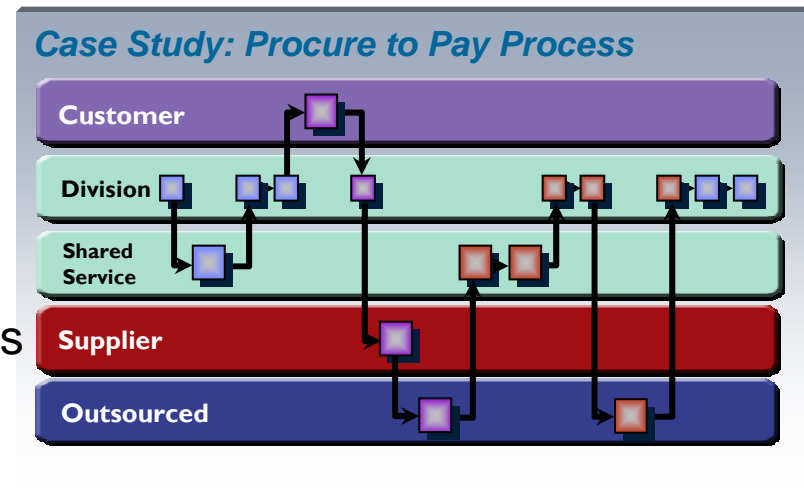 Case Study: Procure to Pay Process
Customer
Division
Shared
Service
s
Supplier
Outsourced